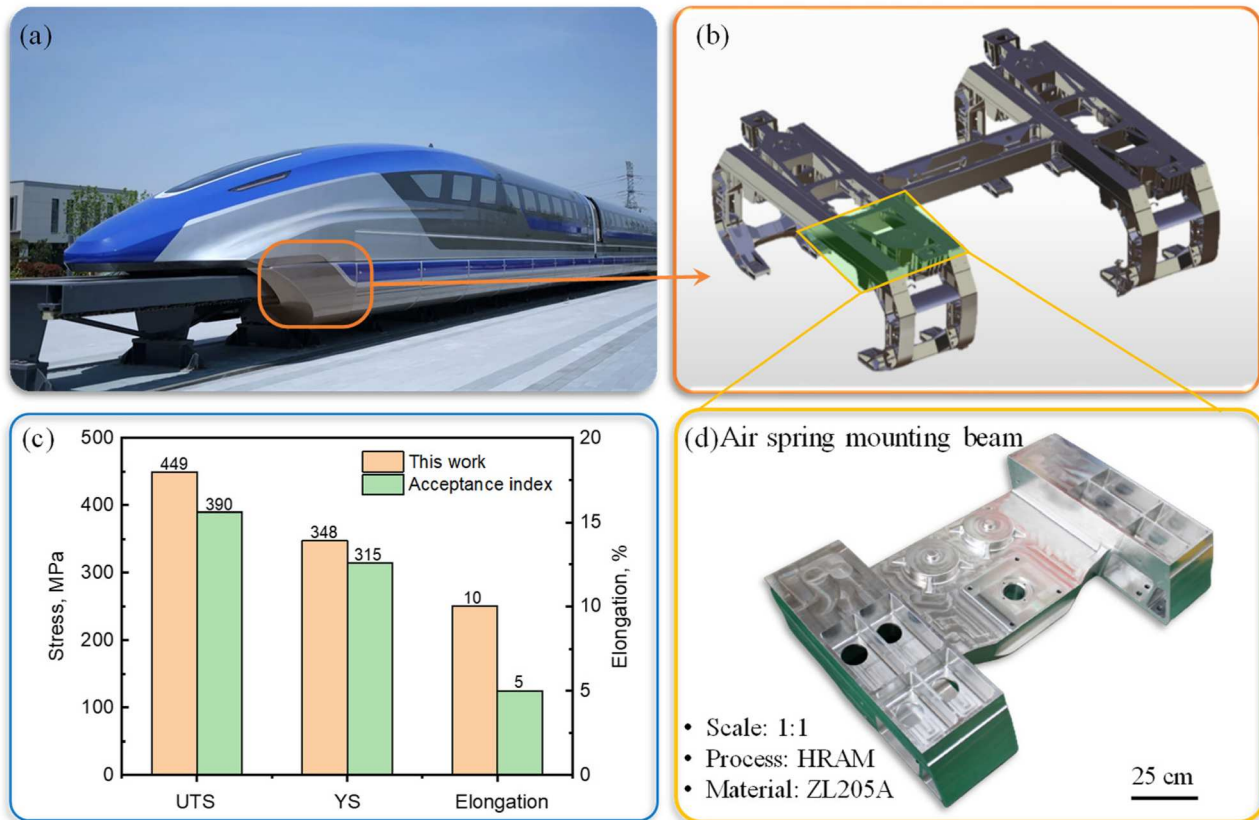 (a)
(b)
(c)
500
400
300
200
100
0
Stress, MPa
449
390
348
315
10
5
This work
Acceptance index
20
15
10
5
0
Elongation, %
UTS
YS
Elongation
(d)Air spring mounting beam
• Scale: 1:1
• Process: HRAM
• Material: ZL205A
25 cm